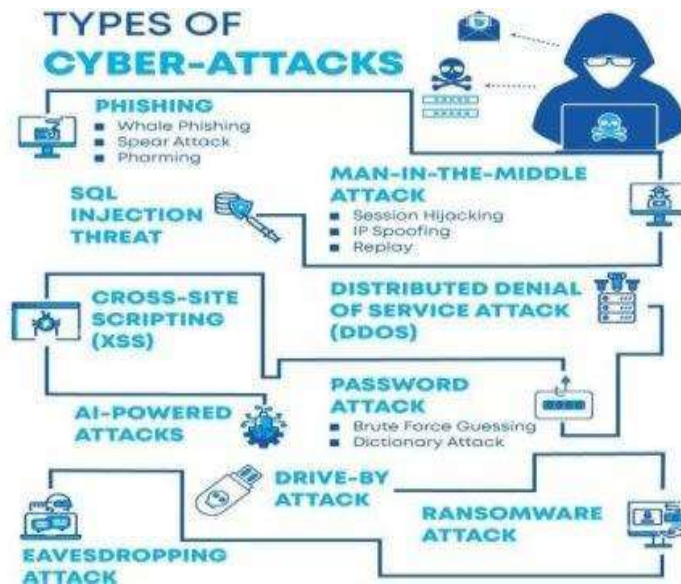 TYPES OF
CYBER-ATTACKS
PHISHING
Whale Phishing
Spear Attack
Pharming
MAN-IN-THE-MIDDLE
ATTACK
Session Hijacking
IP Spoofing
Replay
SQL
INJECTION
THREAT
DISTRIBUTED DENIAL
OF SERVICE ATTACK
(DDOS)
CROSS-SITE
SCRIPTING
(XSS)
PASSWORD
ATTACK
Brute Force Guessing
Dictionary Attack
AI-POWERED
ATTACKS
DRIVE-BY
ATTACK
RANSOMWARE
ATTACK
EAVESDROPPING
ATTACK